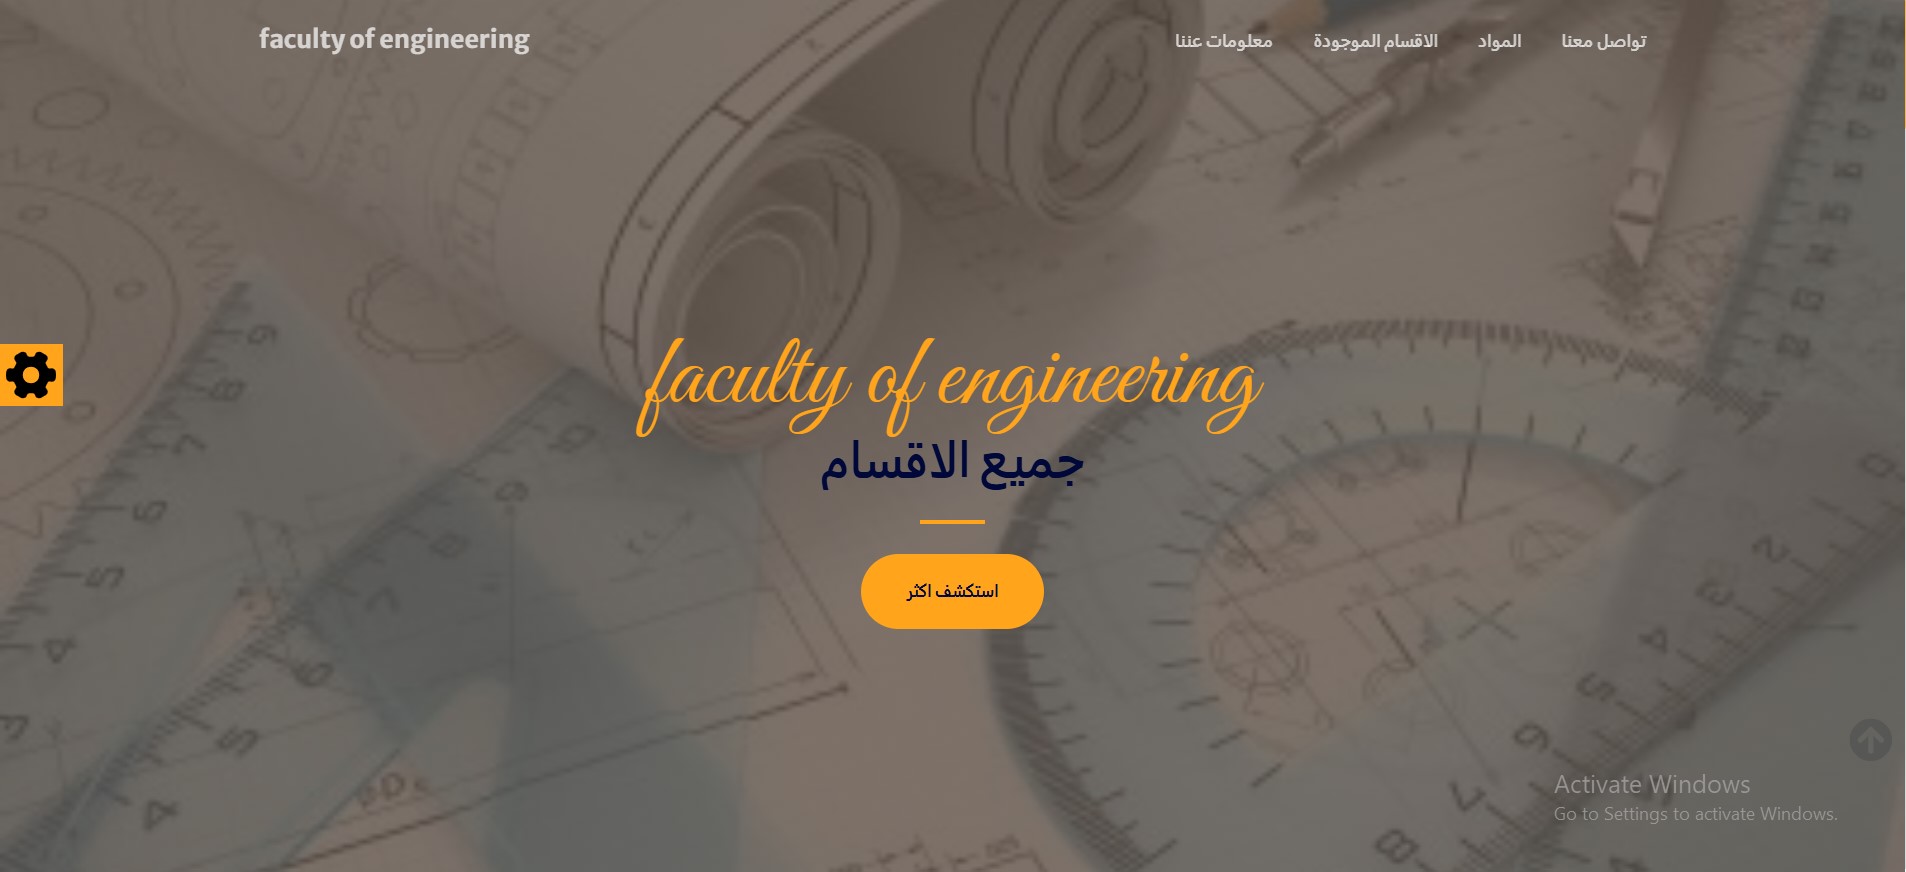 faculty of engineering
معلومات عننا الاقسام الموجودة المواد تواصل معنا
faculty of engineering
جميع الاقسام
استكشف اكثر
Activate Windows
Go to Settings to activate Windows.